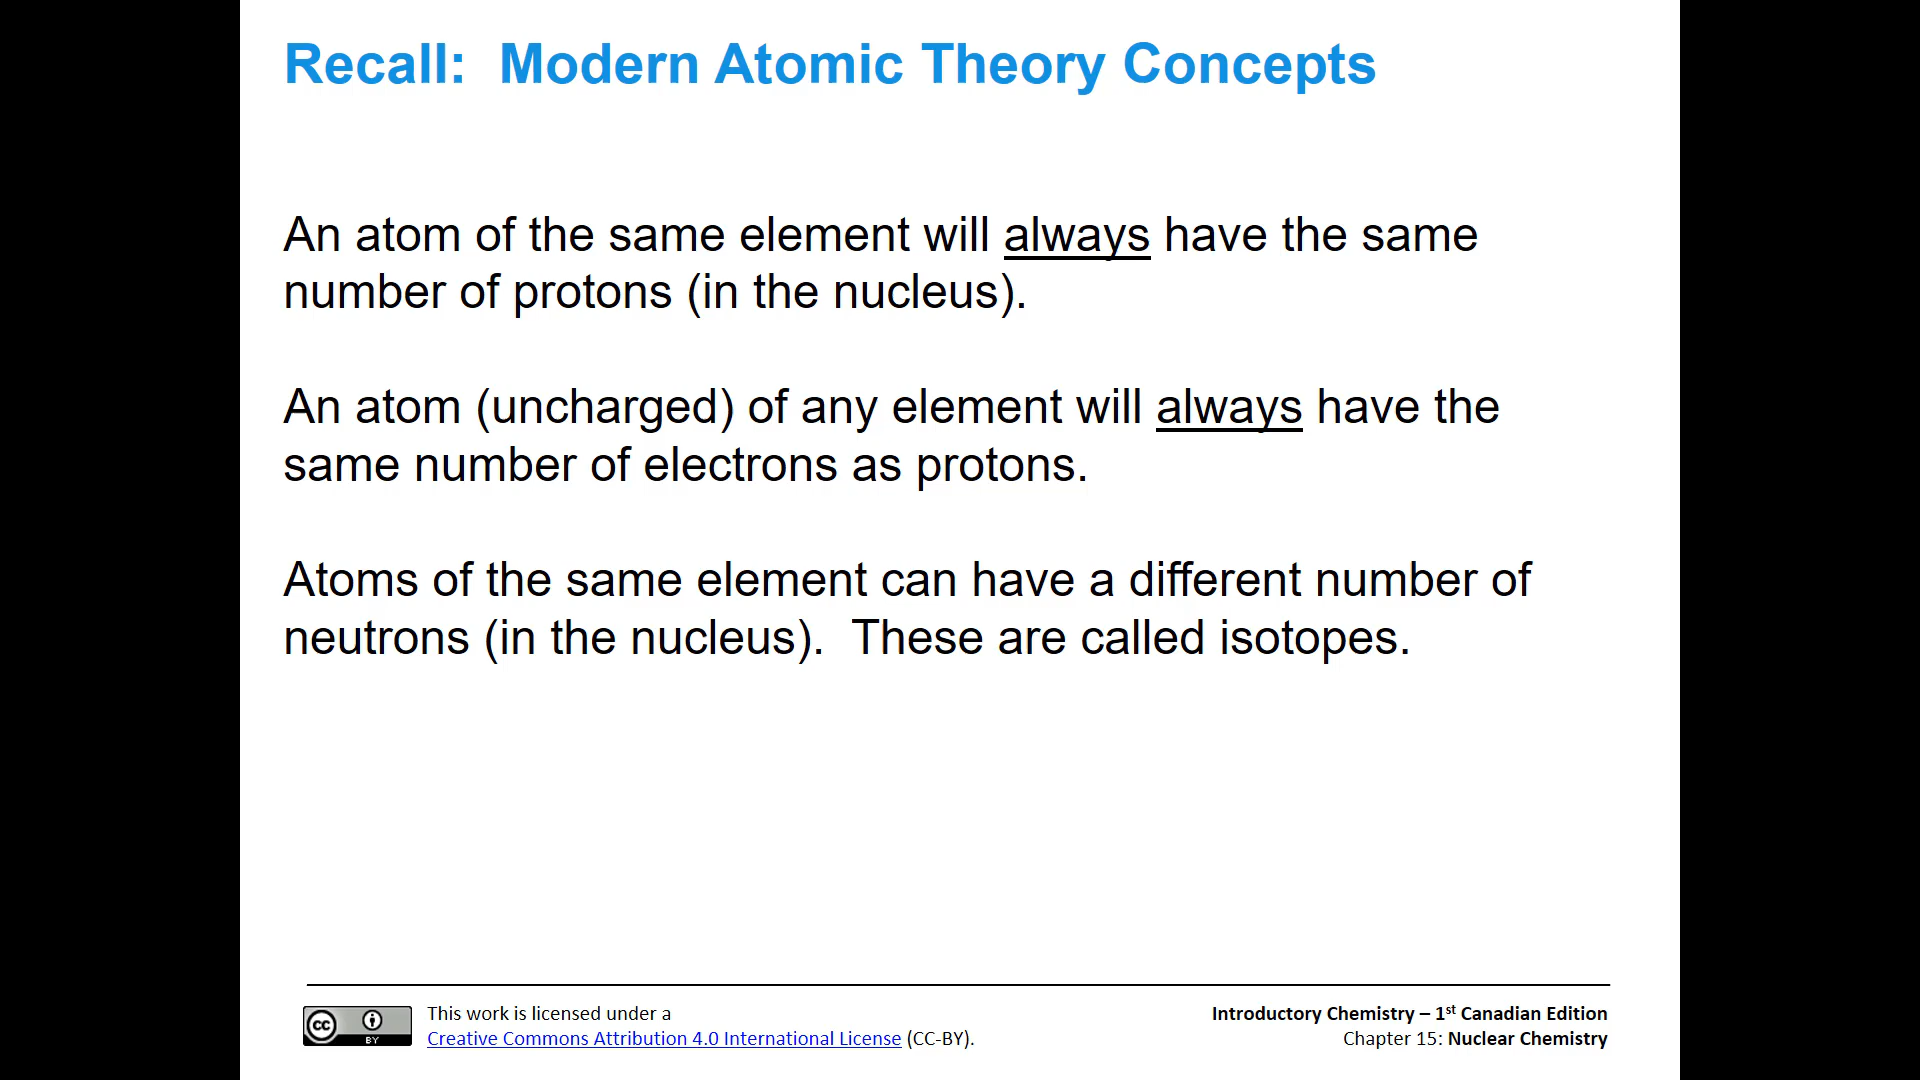 Recall:  Modern Atomic Theory Concepts
An atom of the same element will always have the same
number of protons (in the nucleus).
An atom (uncharged) of any element will always have the
same number of electrons as protons.
Atoms of the same element can have a different number of
neutrons (in the nucleus).  These are called isotopes.
cc BY
This work is licensed under a
Creative Commons Attribution 4.0 International License (CC-BY).
Introductory Chemistry – 1st Canadian Edition
Chapter 15: Nuclear Chemistry